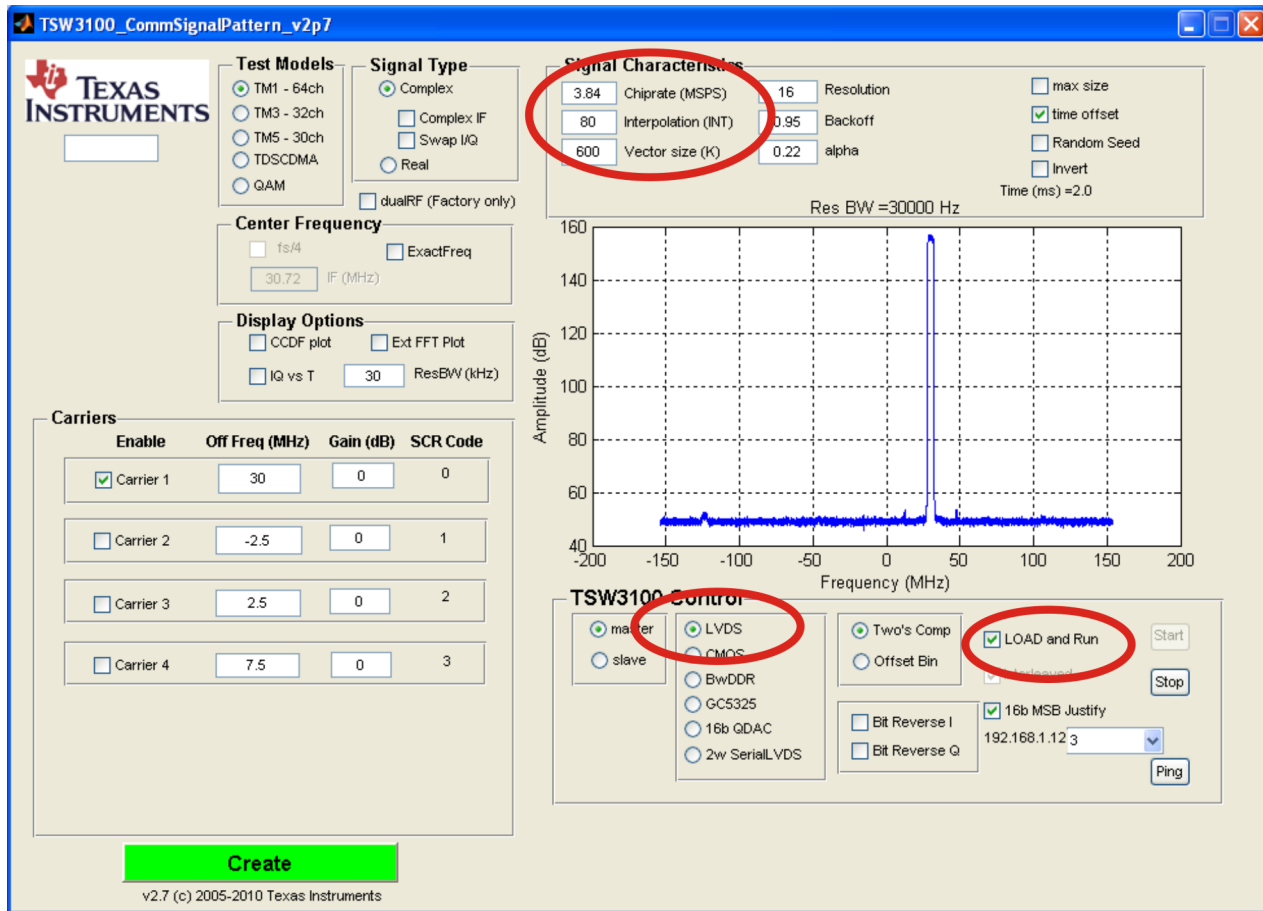 TSW3100_CommSignalPattern_v2p7
TEXAS INSTRUMENTS
Test Models
TM1 - 64ch
TM3 - 32ch
TM5 - 30ch
TDSCDMA
QAM
Signal Type
Complex
Complex IF
Swap I/Q
Real
dualRF (Factory only)
Center Frequency
fs/4
ExactFreq
30.72 IF (MHz)
Display Options
CCDF plot
Ext FFT Plot
IQ vs T
30 ResBW (kHz)
Carriers
Enable Off Freq (MHz) Gain (dB) SCR Code
Carrier 1 30 0 0
Carrier 2 -2.5 0 1
Carrier 3 2.5 0 2
Carrier 4 7.5 0 3
Create
v2.7 (c) 2005-2010 Texas Instruments
Signal Characteristics
3.84 Chiprate (MSPS) 16 Resolution
80 Interpolation (INT) 0.95 Backoff
600 Vector size (K) 0.22 alpha
max size
time offset
Random Seed
Invert
Time (ms) =2.0
Res BW =30000 Hz
Amplitude (dB)
160
140
120
100
80
60
40
-200 -150 -100 -50 0 50 100 150 200
Frequency (MHz)
TSW3100 Control
master
slave
LVDS
CMOS
BwDDR
GC5325
16b QDAC
2w SerialLVDS
Two's Comp
Offset Bin
Bit Reverse I
Bit Reverse Q
LOAD and Run
Interleaved
16b MSB Justify
192.168.1.12 3
Start
Stop
Ping